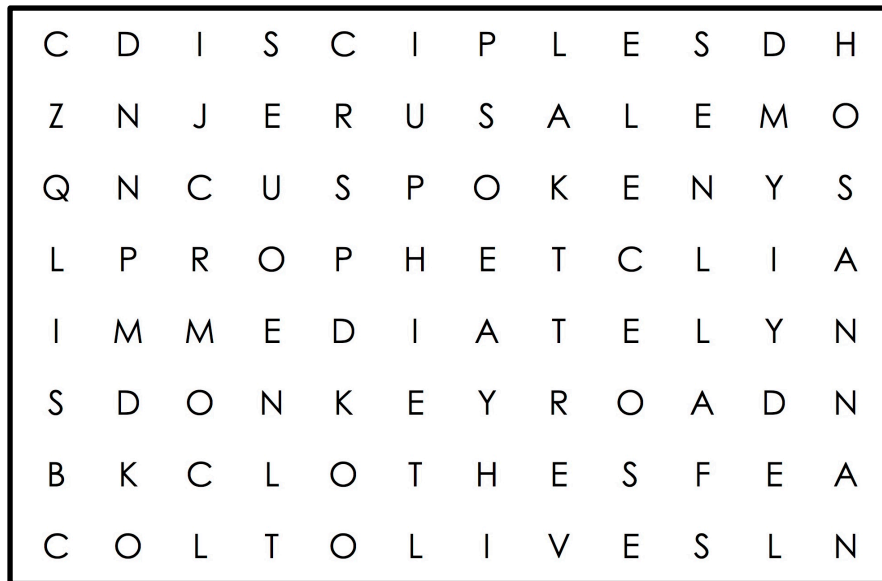 C D I S C I P L E S D H
Z N J E R U S A L E M O
Q N C U S P O K E N Y S
L P R O P H E T C L I A
I M M E D I A T E L Y N
S D O N K E Y R O A D N
B K C L O T H E S F E A
C O L T O L I V E S L N